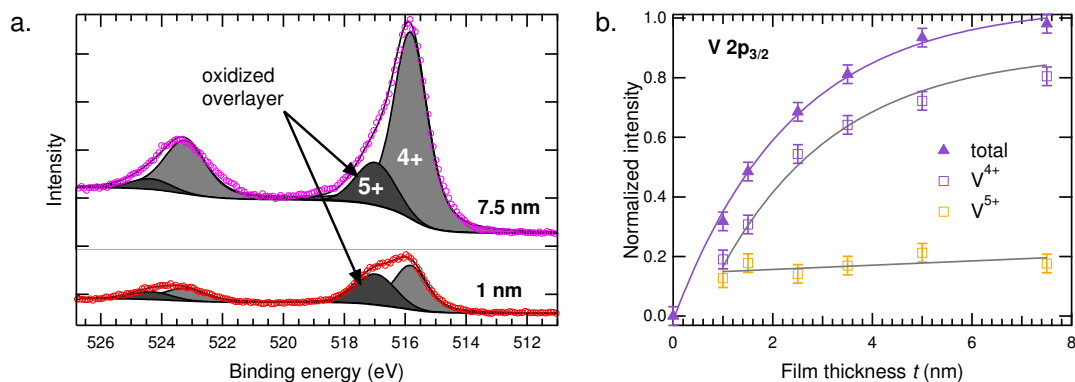 a.
Intensity
oxidized
overlayer
4+
5+
7.5 nm
1 nm
526 524 522 520 518 516 514 512
Binding energy (eV)
b.
V 2p3/2
Normalized intensity
1.0
0.8
0.6
0.4
0.2
0.0
total
V4+
V5+
0 2 4 6 8
Film thickness t (nm)